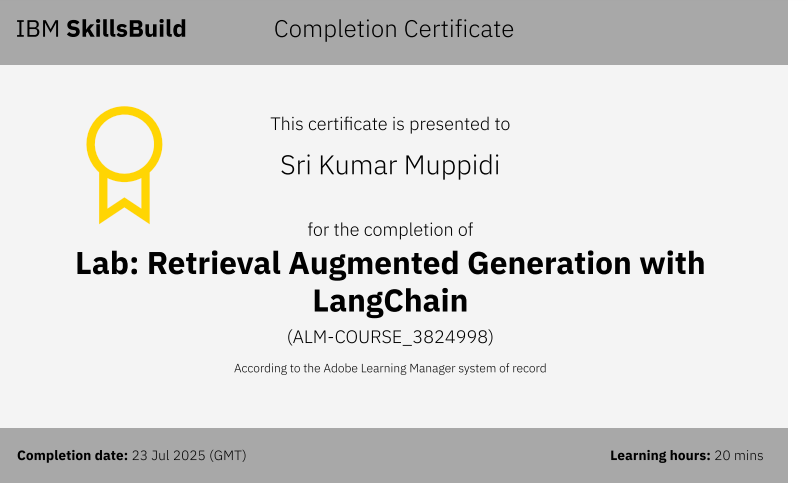 IBM SkillsBuild
Completion Certificate
This certificate is presented to
Sri Kumar Muppidi
for the completion of
Lab: Retrieval Augmented Generation with
LangChain
(ALM-COURSE_3824998)
According to the Adobe Learning Manager system of record
Completion date: 23 Jul 2025 (GMT)
Learning hours: 20 mins